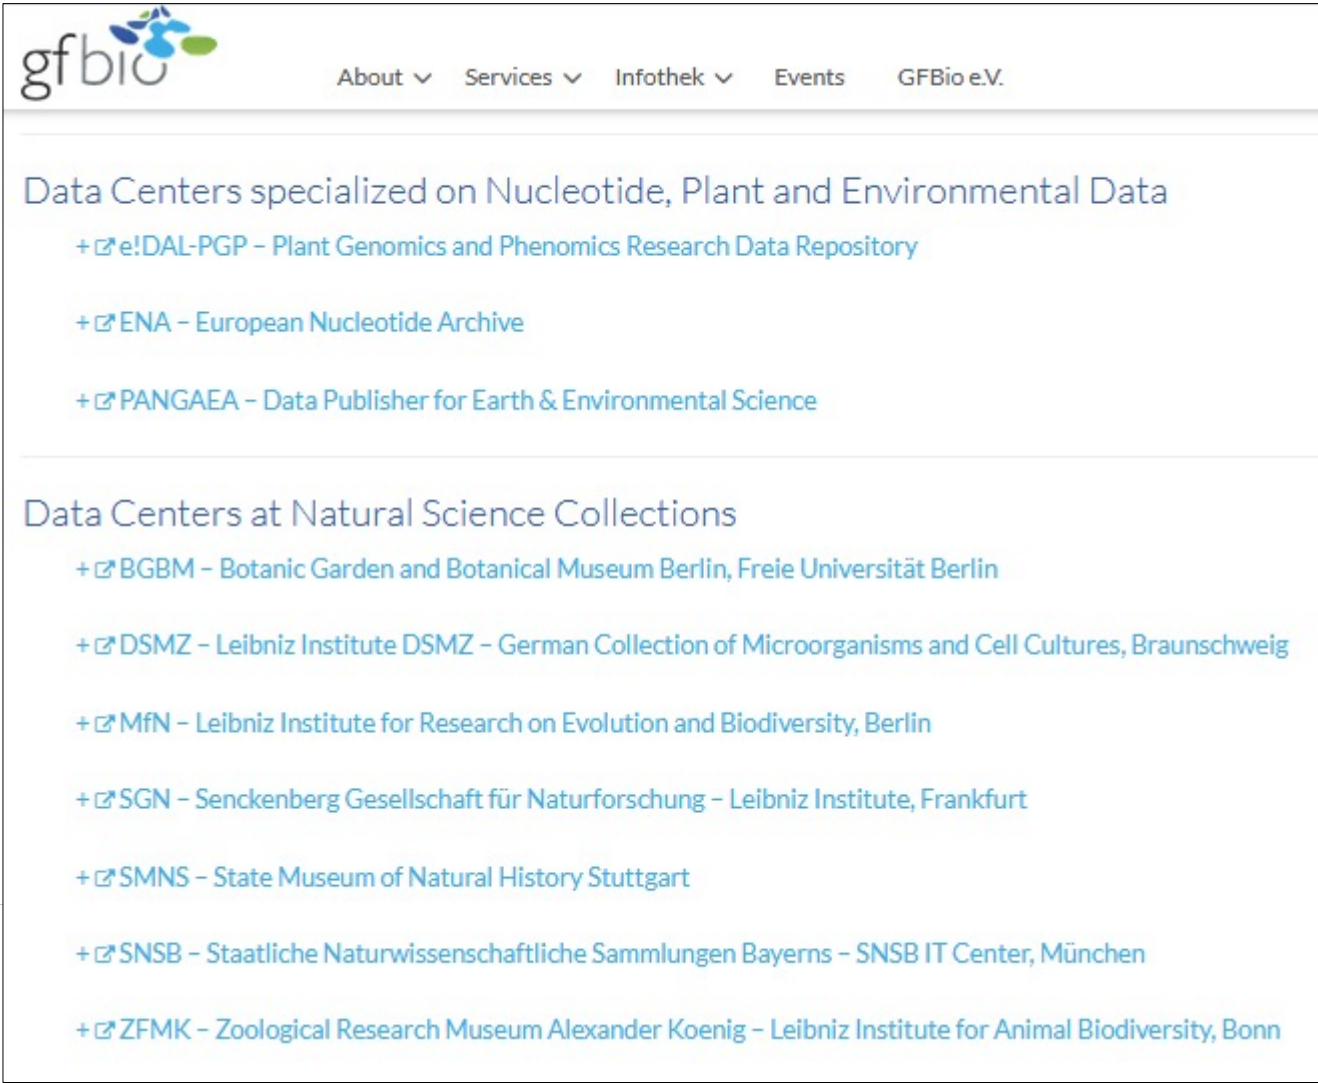 gfbio
About Services Infothek Events GFBio e.V.
Data Centers specialized on Nucleotide, Plant and Environmental Data
+ e!DAL-PGP – Plant Genomics and Phenomics Research Data Repository
+ ENA – European Nucleotide Archive
+ PANGAEA – Data Publisher for Earth & Environmental Science
Data Centers at Natural Science Collections
+ BGBM – Botanic Garden and Botanical Museum Berlin, Freie Universität Berlin
+ DSMZ – Leibniz Institute DSMZ – German Collection of Microorganisms and Cell Cultures, Braunschweig
+ MfN – Leibniz Institute for Research on Evolution and Biodiversity, Berlin
+ SGN – Senckenberg Gesellschaft für Naturforschung – Leibniz Institute, Frankfurt
+ SMNS – State Museum of Natural History Stuttgart
+ SNSB – Staatliche Naturwissenschaftliche Sammlungen Bayerns – SNSB IT Center, München
+ ZFMK – Zoological Research Museum Alexander Koenig – Leibniz Institute for Animal Biodiversity, Bonn